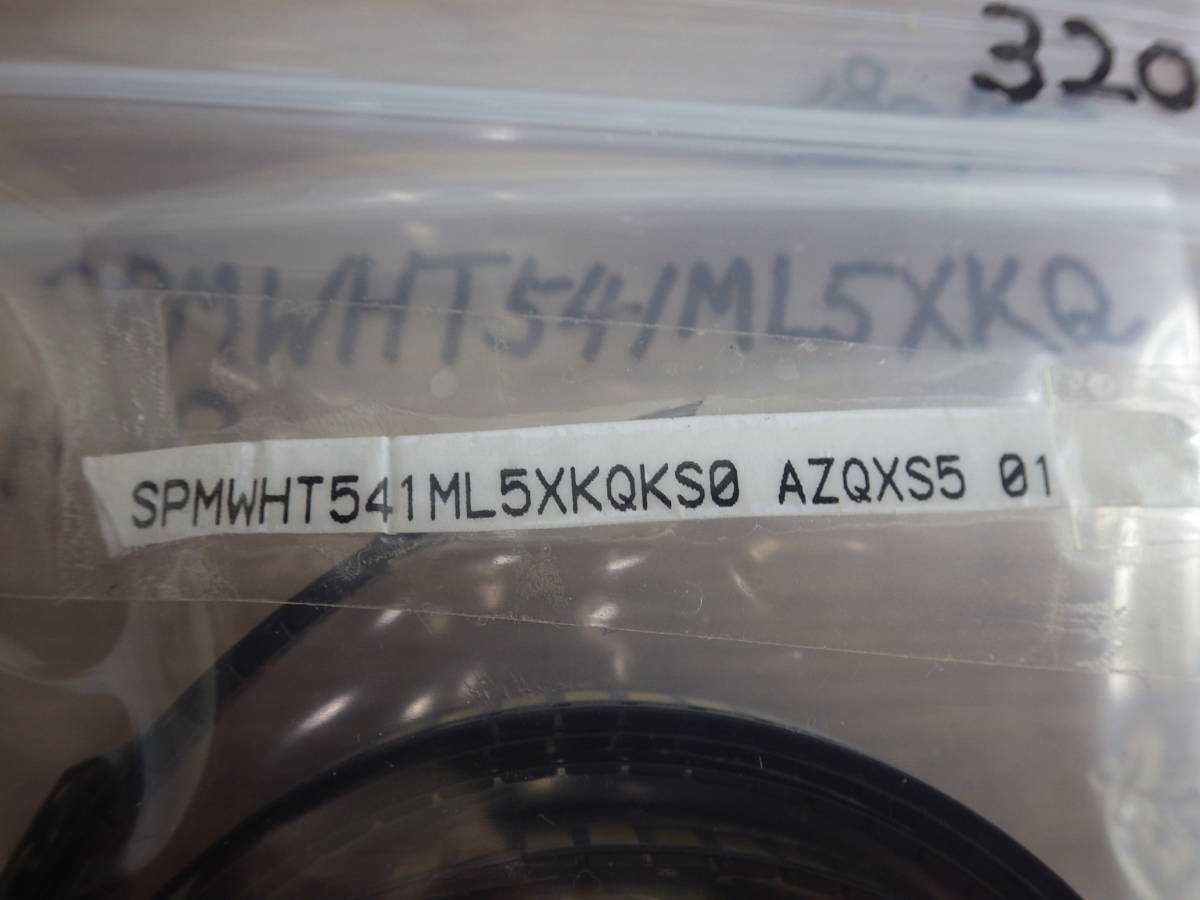 320
SPMWHT541ML5XKQ
SPMWHT541ML5XKQKS0 AZQXS5 01